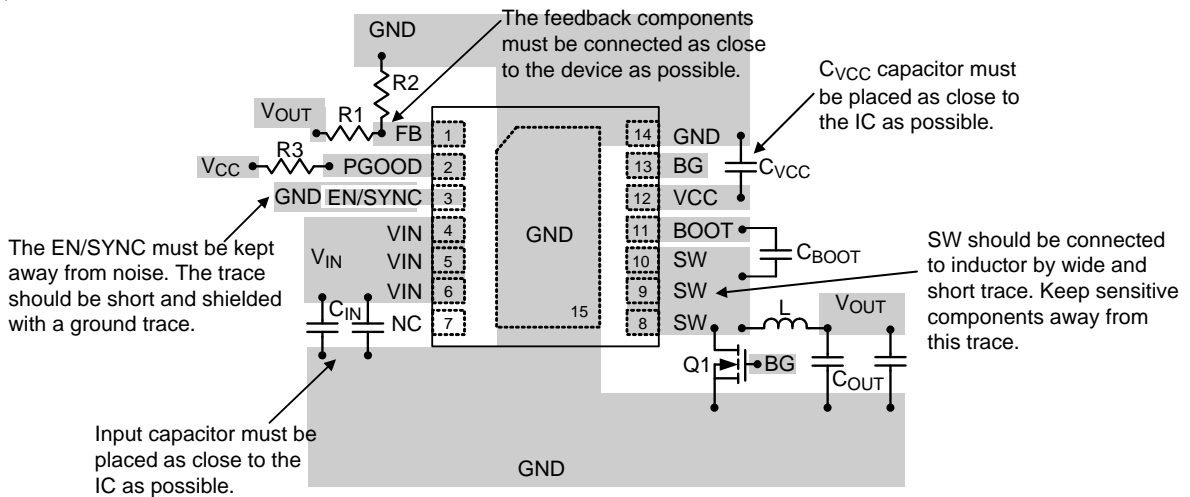 GND
The feedback components
must be connected as close
to the device as possible.
R2
CVCC capacitor must
be placed as close to
the IC as possible.
VOUT
R1
FB
1
14
GND
R3
VCC
PGOOD
2
13
BG
CVCC
GND
EN/SYNC
3
12
VCC
The EN/SYNC must be kept
away from noise. The trace
should be short and shielded
with a ground trace.
VIN
VIN
4
11
BOOT
VIN
5
GND
10
SW
CBOOT
SW should be connected
to inductor by wide and
short trace. Keep sensitive
components away from
this trace.
VIN
6
9
SW
CIN
NC
7
15
8
SW
L
VOUT
Q1
BG
COUT
Input capacitor must be
placed as close to the
IC as possible.
GND